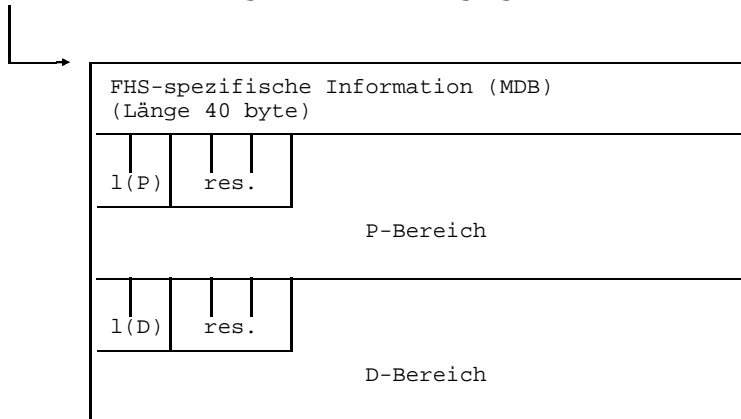 FHS-spezifische Information (MDB)
(Länge 40 byte)
l(P) res.
P-Bereich
l(D) res.
D-Bereich